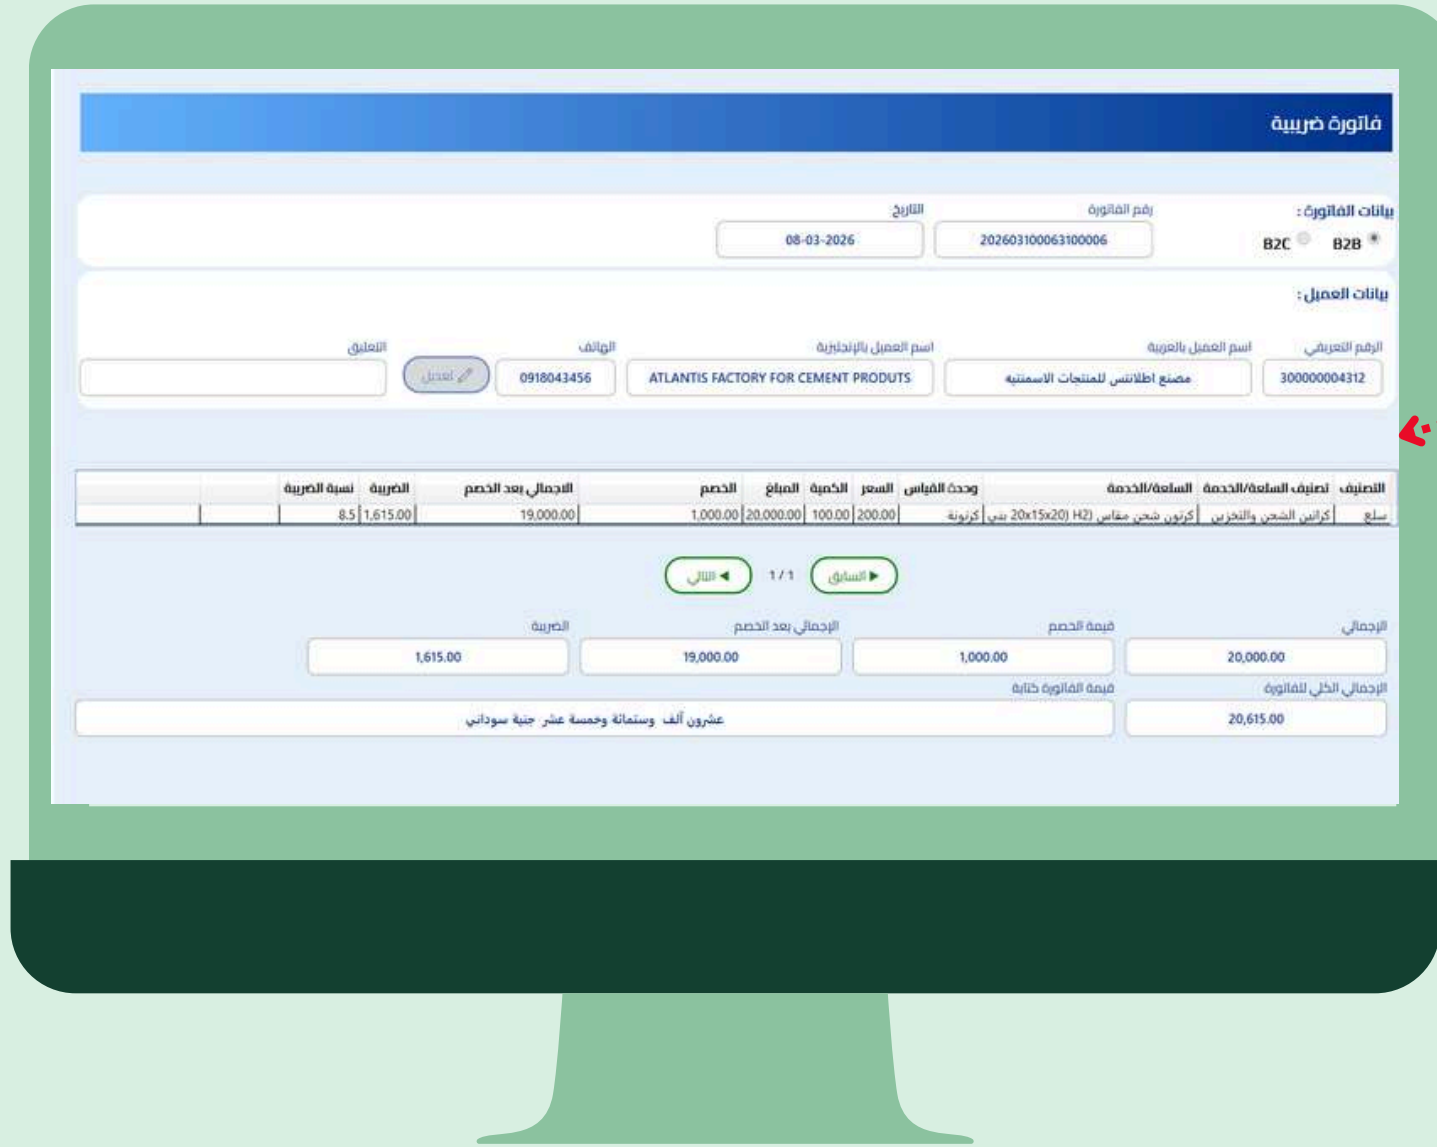 فاتورة ضريبية
بيانات الفاتورة : رقم الفاتورة التاريخ
B2B B2C 202603100063100006 08-03-2026
بيانات العميل :
الرقم التعريفي اسم العميل بالعربية اسم العميل بالإنجليزية الهاتف التعليق
300000004312 مصنع اطلانتس للمنتجات الاسمنتيه ATLANTIS FACTORY FOR CEMENT PRODUTS 0918043456 تعديل
التصنيف تصنيف السلعة/الخدمة السلعة/الخدمة وحدة القياس السعر الكمية المبلغ الخصم الاجمالي بعد الخصم الضريبة نسبة الضريبة
سلع كراتين الشحن والتخزين كرتون شحن مقاس (20x15x20) H2 بني كرتونة 200.00 100.00 20,000.00 1,000.00 19,000.00 1,615.00 8.5
السابق 1 / 1 التالي
الإجمالي قيمة الخصم الإجمالي بعد الخصم الضريبة
20,000.00 1,000.00 19,000.00 1,615.00
الإجمالي الكلي للفاتورة قيمة الفاتورة كتابة
20,615.00 عشرون ألف وستمائة وخمسة عشر جنية سوداني